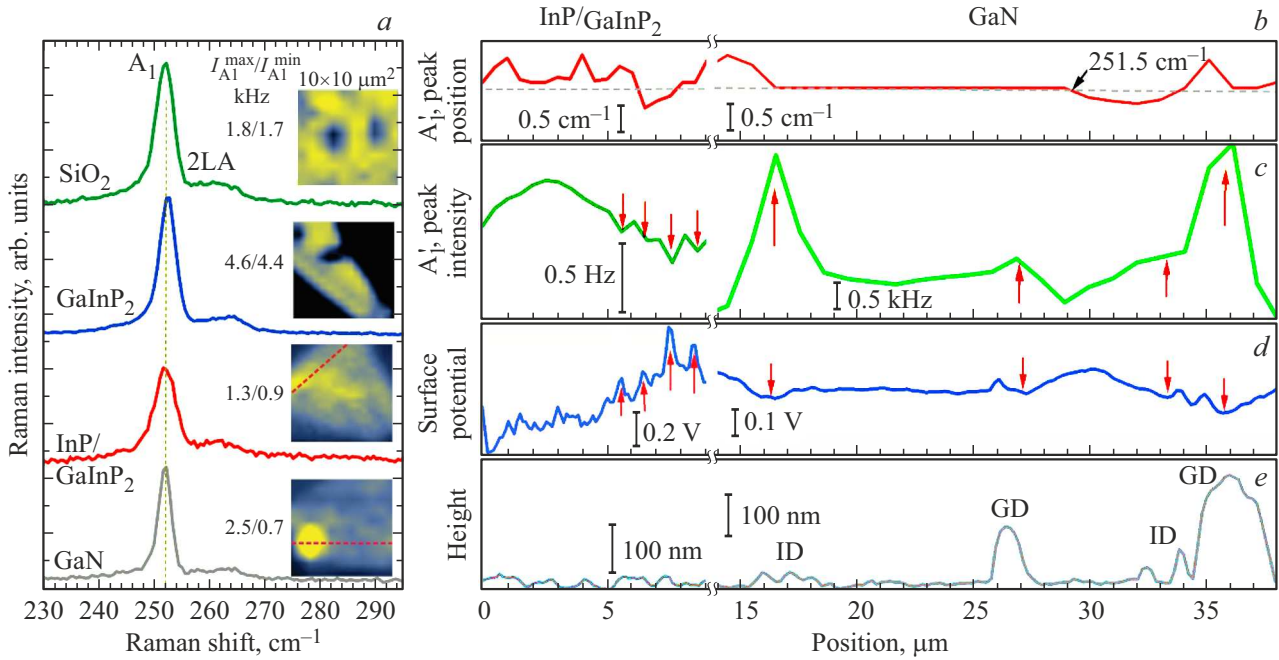 a
A₁
I_A1^max/I_A1^min
kHz
10×10 μm²
1.8/1.7
2LA
SiO₂
4.6/4.4
GaInP₂
1.3/0.9
InP/
GaInP₂
2.5/0.7
GaN
Raman intensity, arb. units
230 240 250 260 270 280 290
Raman shift, cm⁻¹
InP/GaInP₂
GaN
b
A₁', peak
position
0.5 cm⁻¹
0.5 cm⁻¹
251.5 cm⁻¹
c
A₁', peak
intensity
0.5 Hz
0.5 kHz
d
Surface
potential
0.2 V
0.1 V
e
Height
100 nm
100 nm
ID
GD
ID
GD
0 5 15 20 25 30 35
Position, μm